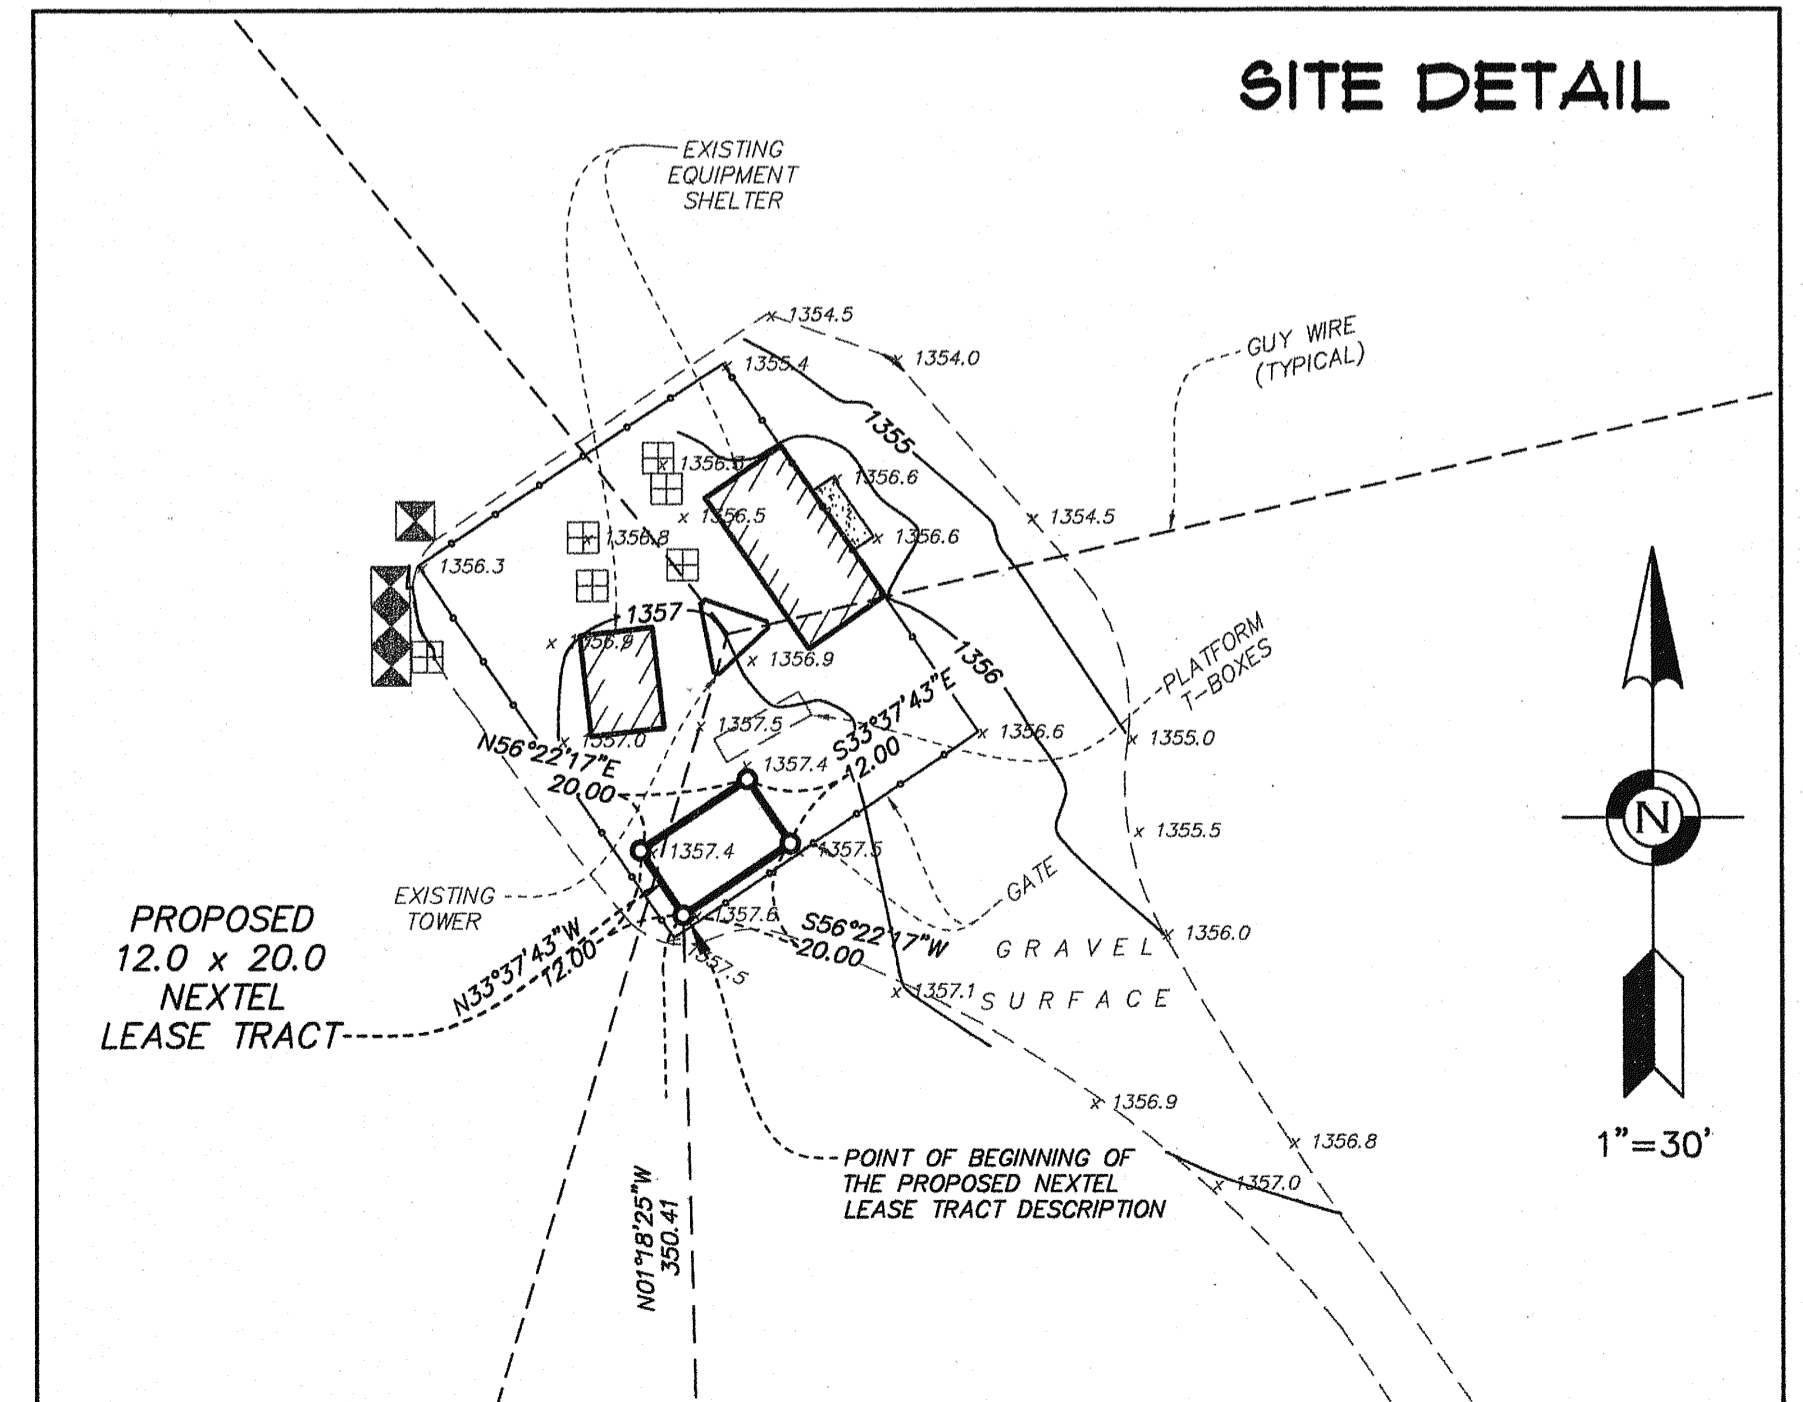 SITE DETAIL
EXISTING
EQUIPMENT
SHELTER
1354.5
1354.0
1355.4
GUY WIRE
(TYPICAL)
1355
1356.6
1356.5
1356.8
1356.6
1354.5
1356.3
1357
1356.9
1356
PLATFORM
T-BOXES
1357.5
S33°37'43"E
12.00
1356.6
1355.0
1357.0
N56°22'17"E
20.00
1357.4
1355.5
1357.4
1357.5
GATE
EXISTING
TOWER
PROPOSED
12.0 x 20.0
NEXTEL
LEASE TRACT
N33°37'43"W
12.00
1357.6
1357.5
S56°22'17"W
20.00
1356.0
GRAVEL
SURFACE
1357.1
1356.9
1356.8
1357.0
N
1"=30'
POINT OF BEGINNING OF
THE PROPOSED NEXTEL
LEASE TRACT DESCRIPTION
N01°18'25"W
350.41